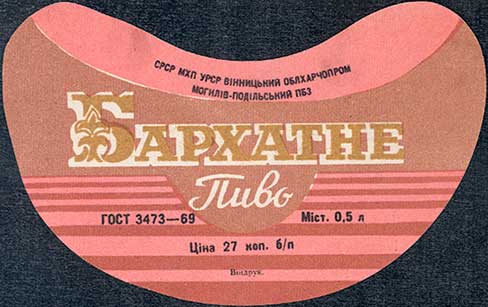 СРСР МХП УРСР ВІННИЦЬКИЙ ОБЛХАРЧОПРОМ
МОГИЛІВ-ПОДІЛЬСЬКИЙ ПБЗ
БАРХАТНЕ
Пиво
ГОСТ 3473—69 Міст. 0,5 л
Ціна 27 коп. б/п
Віндрук.